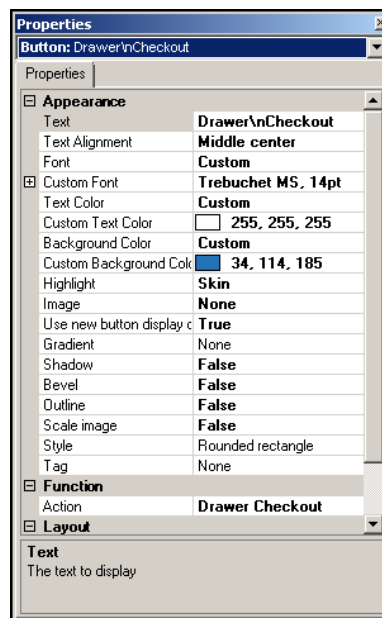 Properties
Button: Drawer\nCheckout
Properties
Appearance
Text Drawer\nCheckout
Text Alignment Middle center
Font Custom
Custom Font Trebuchet MS, 14pt
Text Color Custom
Custom Text Color 255, 255, 255
Background Color Custom
Custom Background Colo 34, 114, 185
Highlight Skin
Image None
Use new button display c True
Gradient None
Shadow False
Bevel False
Outline False
Scale image False
Style Rounded rectangle
Tag None
Function
Action Drawer Checkout
Layout
Text
The text to display